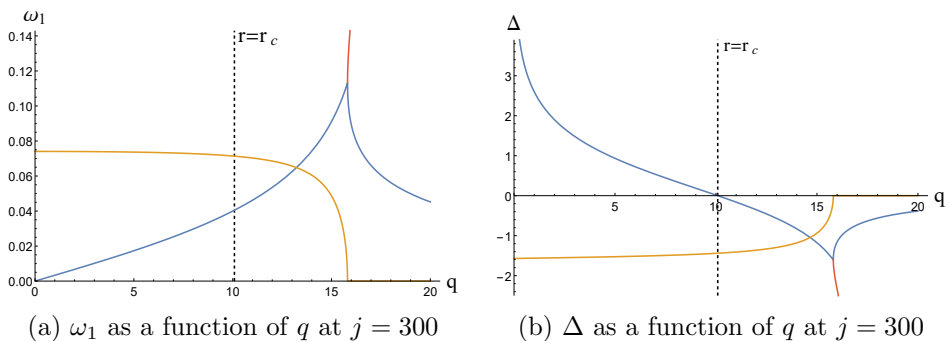 ω₁
r=r c
0.14
0.12
0.10
0.08
0.06
0.04
0.02
0.00
0 5 10 15 20 q
(a) ω₁ as a function of q at j = 300
Δ
r=r c
3
2
1
0
-1
-2
5 10 15 20
q
(b) Δ as a function of q at j = 300